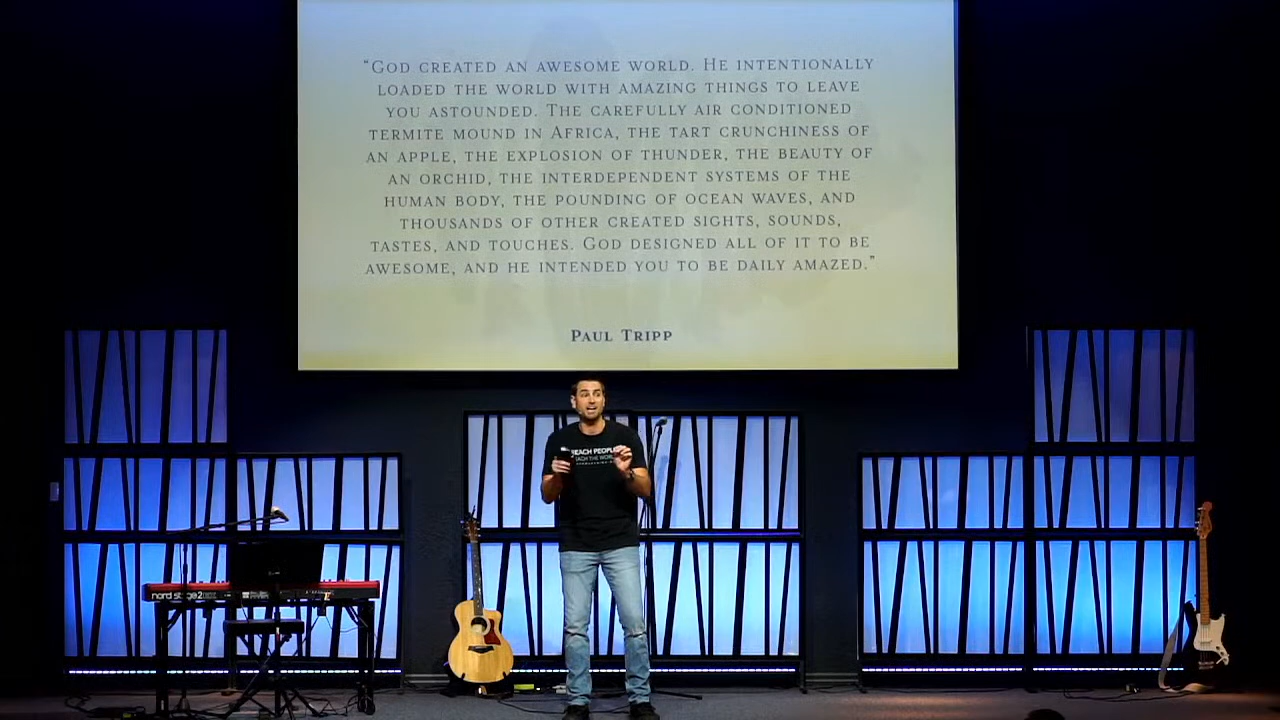 “God created an awesome world. He intentionally
loaded the world with amazing things to leave
you astounded. The carefully air conditioned
termite mound in Africa, the tart crunchiness of
an apple, the explosion of thunder, the beauty of
an orchid, the interdependent systems of the
human body, the pounding of ocean waves, and
thousands of other created sights, sounds,
tastes, and touches. God designed all of it to be
awesome, and he intended you to be daily amazed.”
Paul Tripp
REACH PEOPLE
THE WORLD
nord stage 2